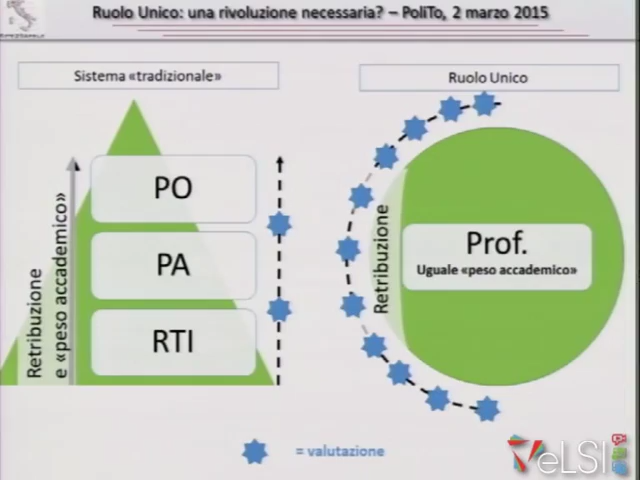 Ruolo Unico: una rivoluzione necessaria? – PoliTo, 2 marzo 2015
Sistema «tradizionale»
Ruolo Unico
Retribuzione
e «peso accademico»
PO
PA
RTI
Retribuzione
Prof.
Uguale «peso accademico»
= valutazione
VeLSI